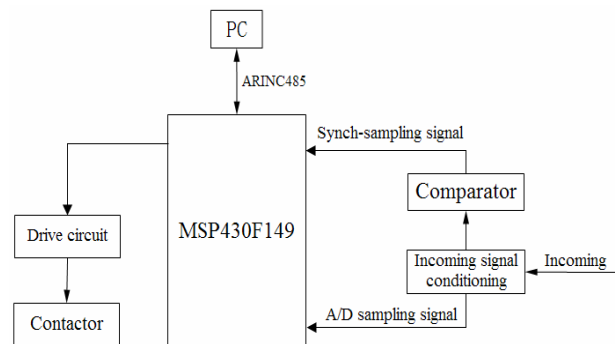 PC
ARINC485
Synch-sampling signal
MSP430F149
Comparator
Drive circuit
Incoming signal
conditioning
Incoming
Contactor
A/D sampling signal